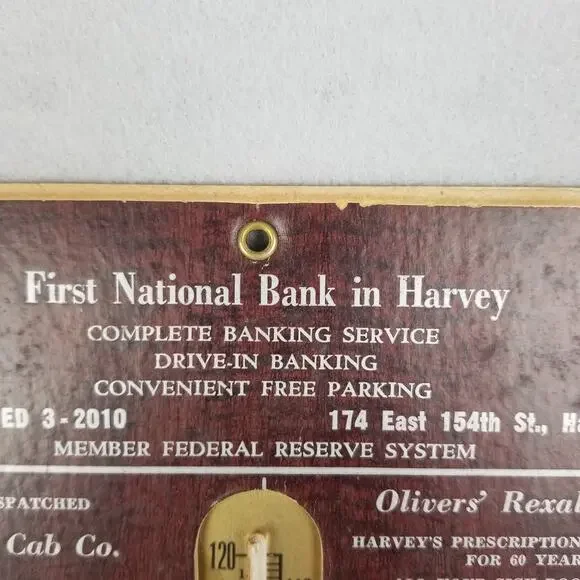 First National Bank in Harvey
COMPLETE BANKING SERVICE
DRIVE-IN BANKING
CONVENIENT FREE PARKING
ED 3-2010 174 East 154th St., Ha
MEMBER FEDERAL RESERVE SYSTEM
SPATCHED
Cab Co.
Olivers' Rexal
HARVEY'S PRESCRIPTION
FOR 60 YEAR
120